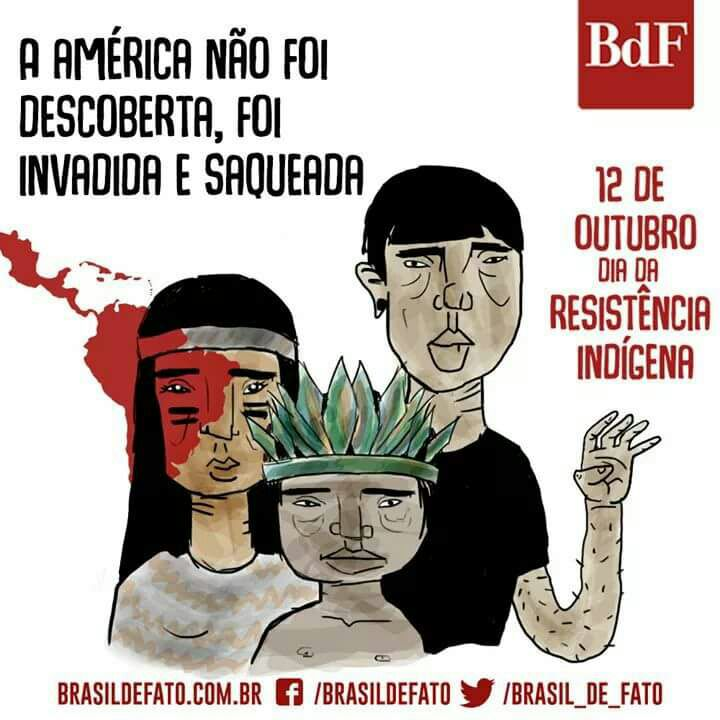 A AMÉRICA NÃO FOI
DESCOBERTA, FOI
INVADIDA E SAQUEADA
BdF
12 DE
OUTUBRO
DIA DA
RESISTÊNCIA
INDÍGENA
BRASILDEFATO.COM.BR f /BRASILDEFATO /BRASIL_DE_FATO